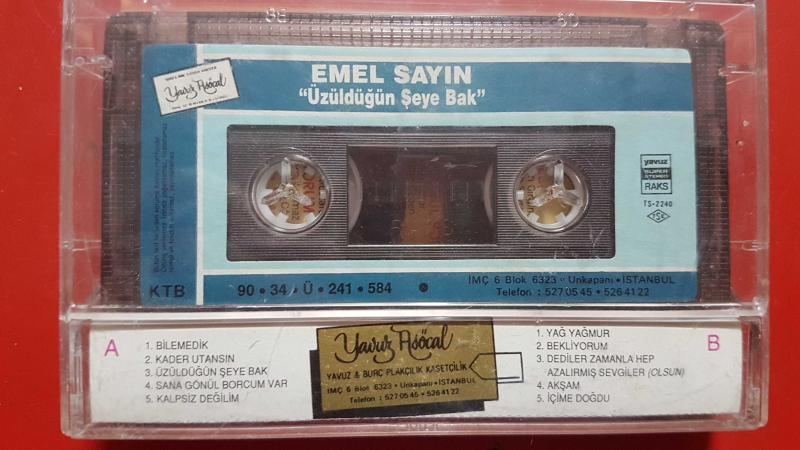 Yavuz Asöcal
EMEL SAYIN
"Üzüldüğün Şeye Bak"
yavuz
SUPER
STEREO
RAKS
TS-2240
TSE
KTB
90 • 34 • Ü • 241 • 584 •
İMÇ 6 Blok 6323 • Unkapanı • İSTANBUL
Telefon : 527 05 45 • 526 41 22
A
1. BİLEMEDİK
2. KADER UTANSIN
3. ÜZÜLDÜĞÜN ŞEYE BAK
4. SANA GÖNÜL BORCUM VAR
5. KALPSİZ DEĞİLİM
Yavuz Asöcal
YAVUZ & BURÇ PLAKÇILIK KASETÇİLİK
İMÇ 6 Blok 6323 • Unkapanı • İSTANBUL
Telefon : 527 05 45 • 526 41 22
B
1. YAĞ YAĞMUR
2. BEKLİYORUM
3. DEDİLER ZAMANLA HEP
AZALIRMIŞ SEVGİLER (OLSUN)
4. AKŞAM
5. İÇİME DOĞDU